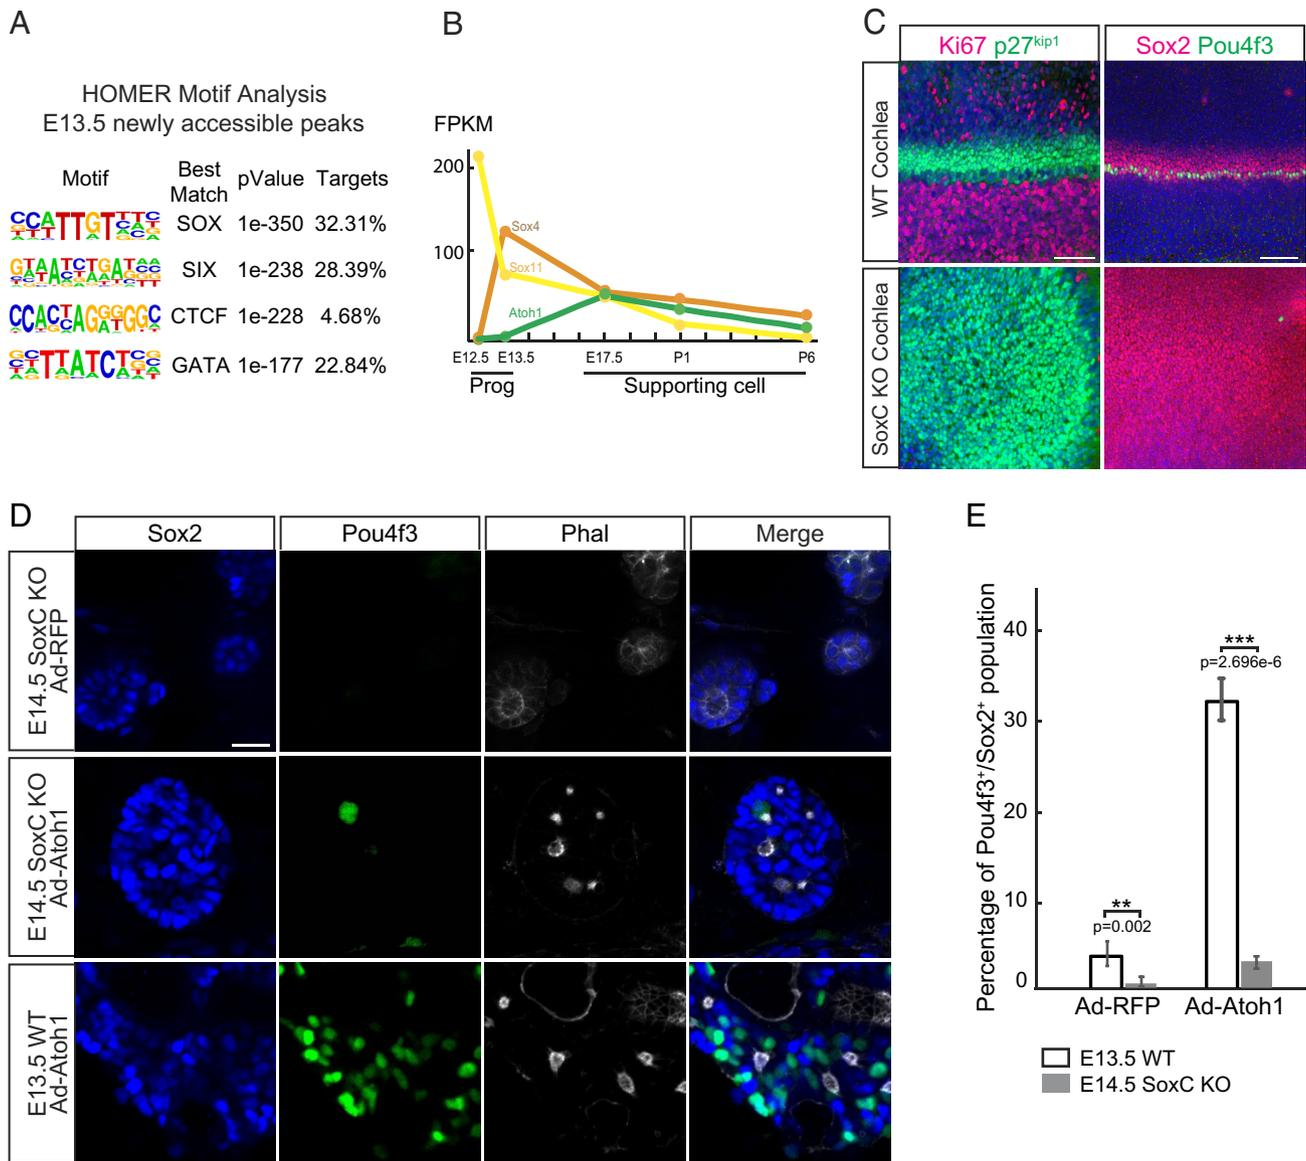 A
HOMER Motif Analysis
E13.5 newly accessible peaks
Motif Best Match pValue Targets
SOX 1e-350 32.31%
SIX 1e-238 28.39%
CTCF 1e-228 4.68%
GATA 1e-177 22.84%
B
FPKM
200
100
Sox4
Sox11
Atoh1
E12.5 E13.5 E17.5 P1 P6
Prog Supporting cell
C
Ki67 p27kip1 Sox2 Pou4f3
WT Cochlea
SoxC KO Cochlea
D
Sox2 Pou4f3 Phal Merge
E14.5 SoxC KO
Ad-RFP
E14.5 SoxC KO
Ad-Atoh1
E13.5 WT
Ad-Atoh1
E
Percentage of Pou4f3+/Sox2+ population
40
30
20
10
0
***
p=2.696e-6
**
p=0.002
Ad-RFP Ad-Atoh1
E13.5 WT
E14.5 SoxC KO